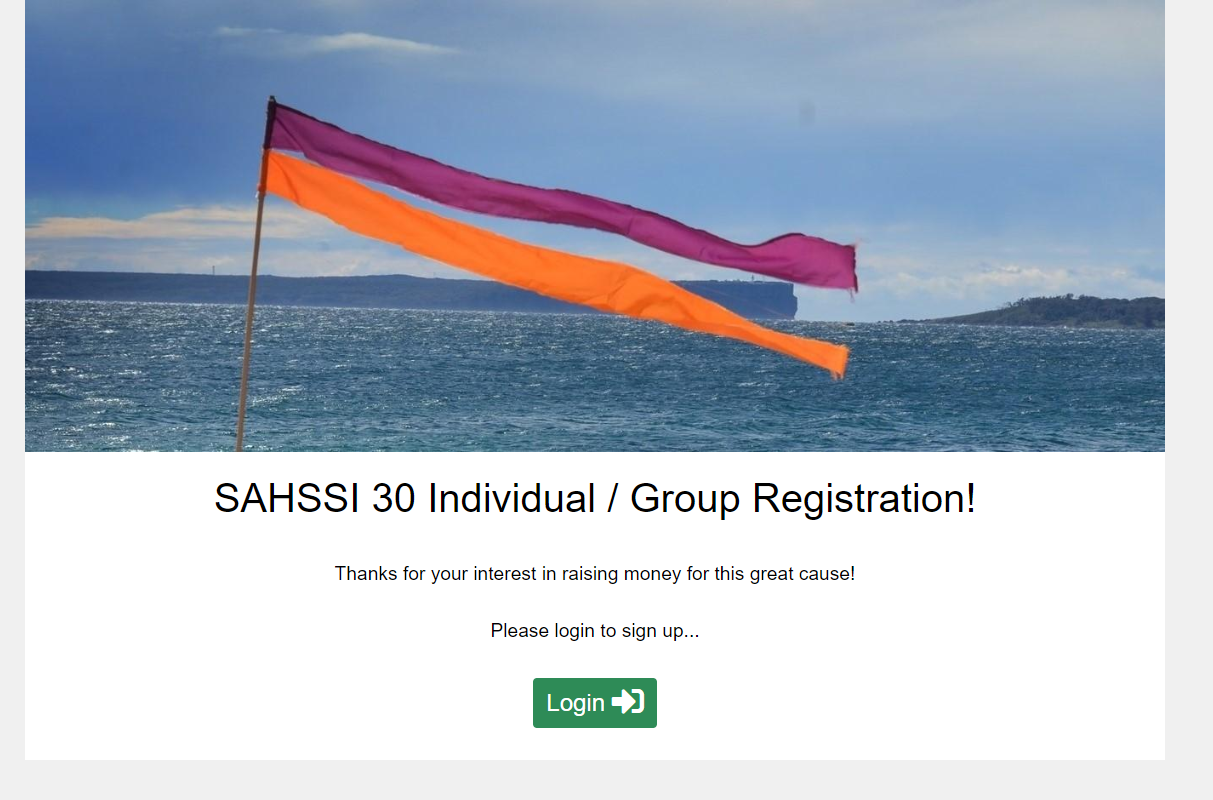 SAHSSI 30 Individual / Group Registration!
Thanks for your interest in raising money for this great cause!
Please login to sign up...
Login